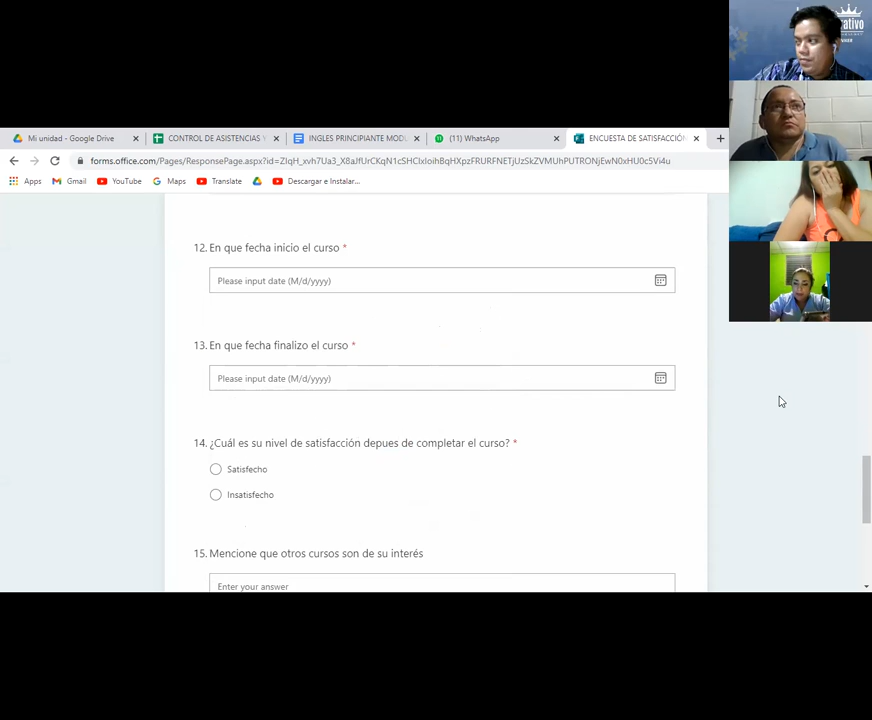 Mi unidad - Google Drive
CONTROL DE ASISTENCIAS Y
INGLES PRINCIPIANTE MODU
(11) WhatsApp
ENCUESTA DE SATISFACCIÓN
forms.office.com/Pages/ResponsePage.aspx?id=
Apps
Gmail
YouTube
Maps
Translate
Descargar e Instalar...
12. En que fecha inicio el curso *
Please input date (M/d/yyyy)
13. En que fecha finalizo el curso *
Please input date (M/d/yyyy)
14. ¿Cuál es su nivel de satisfacción depues de completar el curso? *
Satisfecho
Insatisfecho
15. Mencione que otros cursos son de su interés
Enter your answer